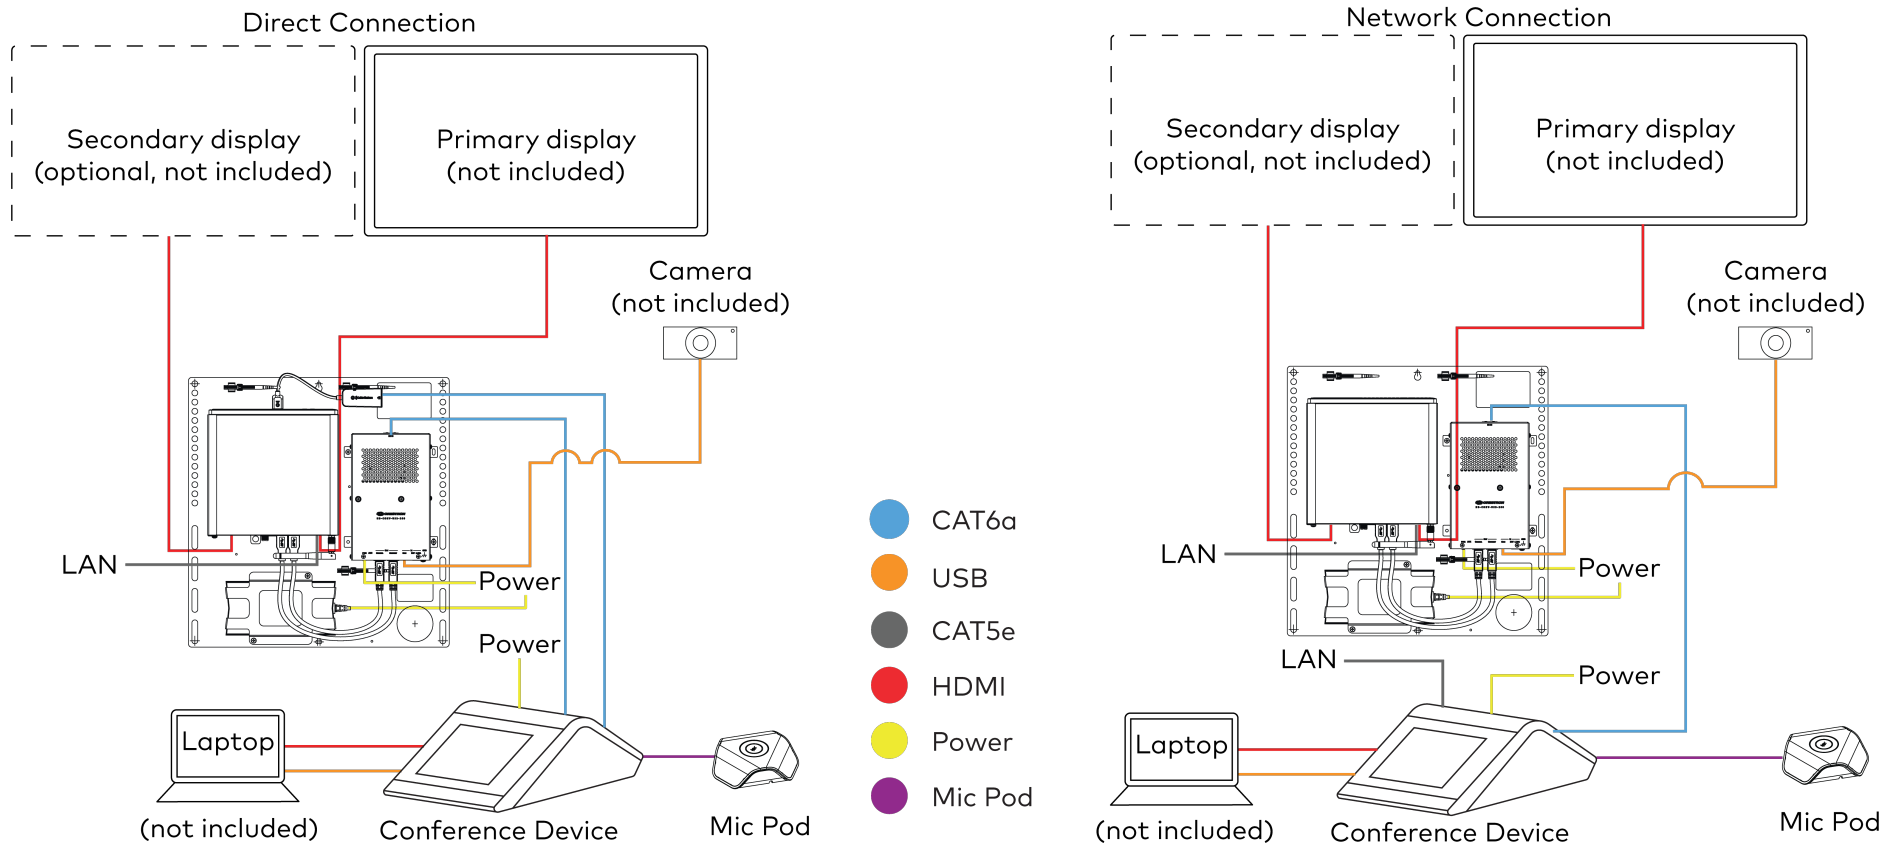 Direct Connection
Secondary display
(optional, not included)
Primary display
(not included)
Camera
(not included)
LAN
Power
Power
Laptop
(not included)
Conference Device
Mic Pod
CAT6a
USB
CAT5e
HDMI
Power
Mic Pod
Network Connection
Secondary display
(optional, not included)
Primary display
(not included)
Camera
(not included)
LAN
Power
LAN
Power
Laptop
(not included)
Conference Device
Mic Pod